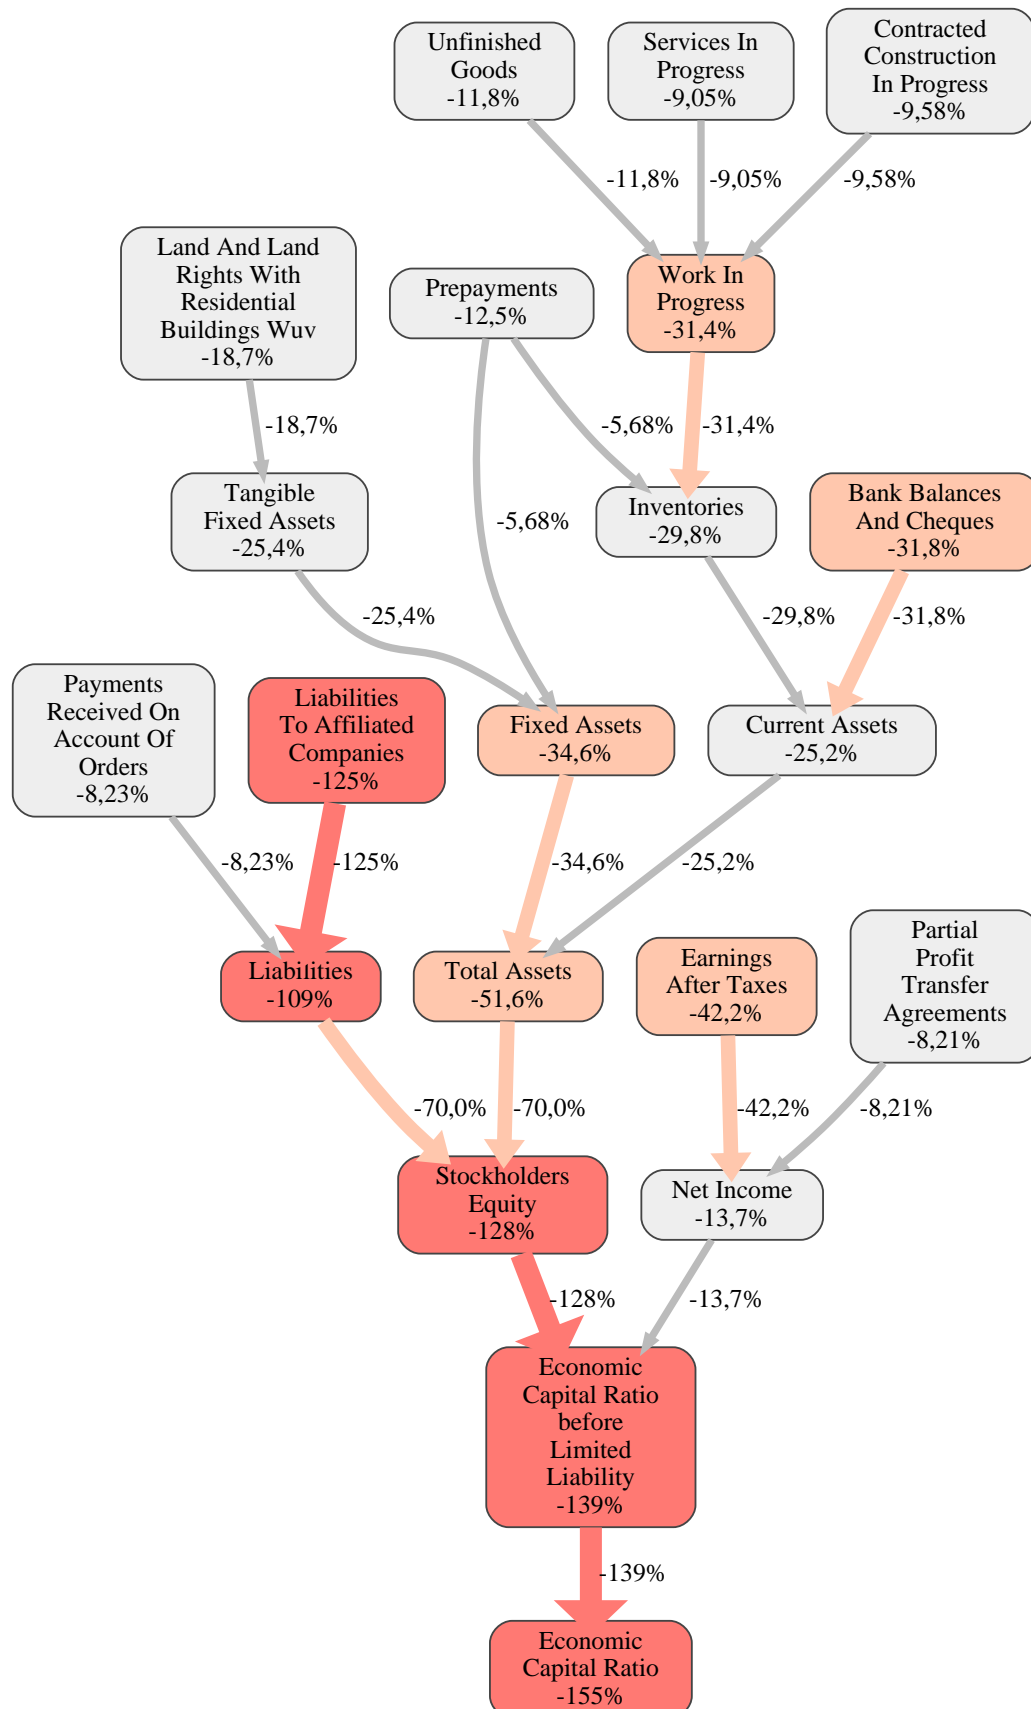 Unfinished
Goods
-11,8%
Services In
Progress
-9,05%
Contracted
Construction
In Progress
-9,58%
-11,8%
-9,05%
-9,58%
Land And Land
Rights With
Residential
Buildings Wuv
-18,7%
Prepayments
-12,5%
Work In
Progress
-31,4%
-18,7%
-5,68%
-31,4%
Tangible
Fixed Assets
-25,4%
-5,68%
Inventories
-29,8%
Bank Balances
And Cheques
-31,8%
-25,4%
-29,8%
-31,8%
Payments
Received On
Account Of
Orders
-8,23%
Liabilities
To Affiliated
Companies
-125%
Fixed Assets
-34,6%
Current Assets
-25,2%
-8,23%
-125%
-34,6%
-25,2%
Liabilities
-109%
Total Assets
-51,6%
Earnings
After Taxes
-42,2%
Partial
Profit
Transfer
Agreements
-8,21%
-70,0%
-70,0%
-42,2%
-8,21%
Stockholders
Equity
-128%
Net Income
-13,7%
-128%
-13,7%
Economic
Capital Ratio
before
Limited
Liability
-139%
-139%
Economic
Capital Ratio
-155%